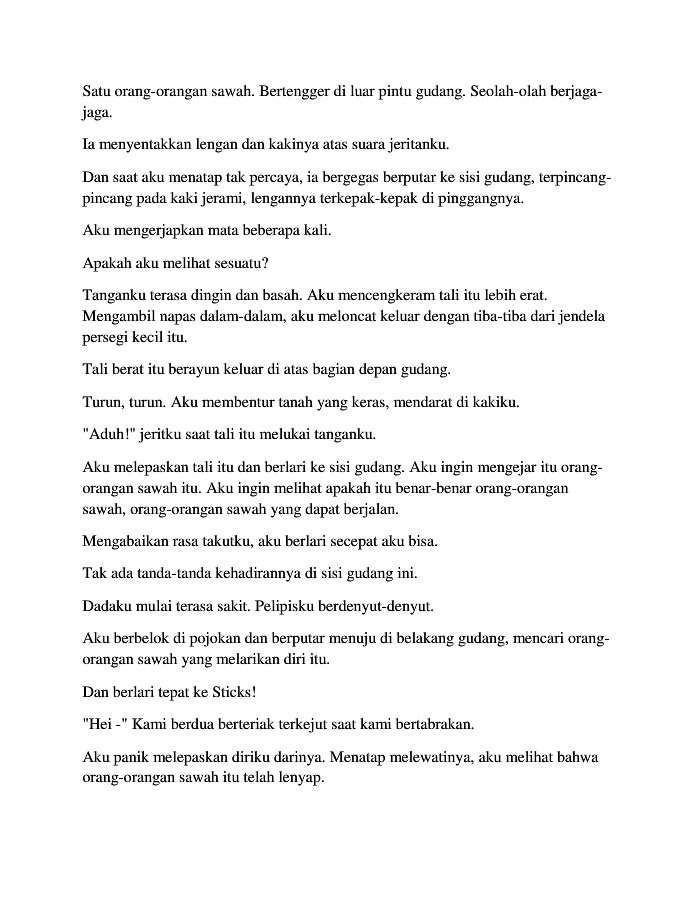 Satu orang-orangan sawah. Bertengger di luar pintu gudang. Seolah-olah berjaga-
jaga.
Ia menyentakkan lengan dan kakinya atas suara jeritanku.
Dan saat aku menatap tak percaya, ia bergegas berputar ke sisi gudang, terpincang-
pincang pada kaki jerami, lengannya terkepak-kepak di pinggangnya.
Aku mengerjapkan mata beberapa kali.
Apakah aku melihat sesuatu?
Tanganku terasa dingin dan basah. Aku mencengkeram tali itu lebih erat.
Mengambil napas dalam-dalam, aku meloncat keluar dengan tiba-tiba dari jendela
persegi kecil itu.
Tali berat itu berayun keluar di atas bagian depan gudang.
Turun, turun. Aku membentur tanah yang keras, mendarat di kakiku.
"Aduh!" jeritku saat tali itu melukai tanganku.
Aku melepaskan tali itu dan berlari ke sisi gudang. Aku ingin mengejar itu orang-
orangan sawah itu. Aku ingin melihat apakah itu benar-benar orang-orangan
sawah, orang-orangan sawah yang dapat berjalan.
Mengabaikan rasa takutku, aku berlari secepat aku bisa.
Tak ada tanda-tanda kehadirannya di sisi gudang ini.
Dadaku mulai terasa sakit. Pelipisku berdenyut-denyut.
Aku berbelok di pojokan dan berputar menuju di belakang gudang, mencari orang-
orangan sawah yang melarikan diri itu.
Dan berlari tepat ke Sticks!
"Hei -" Kami berdua berteriak terkejut saat kami bertabrakan.
Aku panik melepaskan diriku darinya. Menatap melewatinya, aku melihat bahwa
orang-orangan sawah itu telah lenyap.